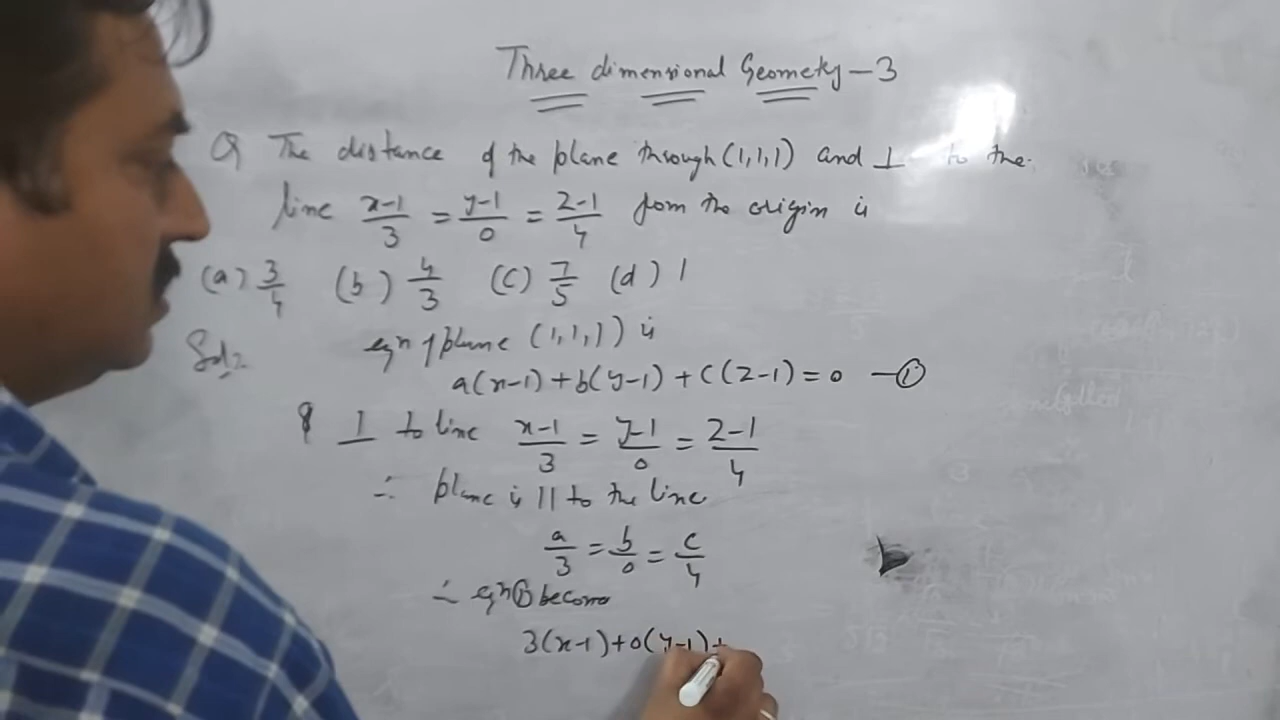 Three dimensional Geometry-3
Q The distance of the plane through (1,1,1) and ⊥ to the
line x-1/3 = y-1/0 = z-1/4 from the origin is
(a) 3/4 (b) 4/3 (c) 7/5 (d) 1
Sol: eqn of plane (1,1,1) is
a(x-1)+b(y-1)+c(z-1)=0 —①
⊥ to line x-1/3 = y-1/0 = z-1/4
∴ plane is || to the line
a/3 = b/0 = c/4
∴ eqn ① become
3(x-1)+0(y-1)+